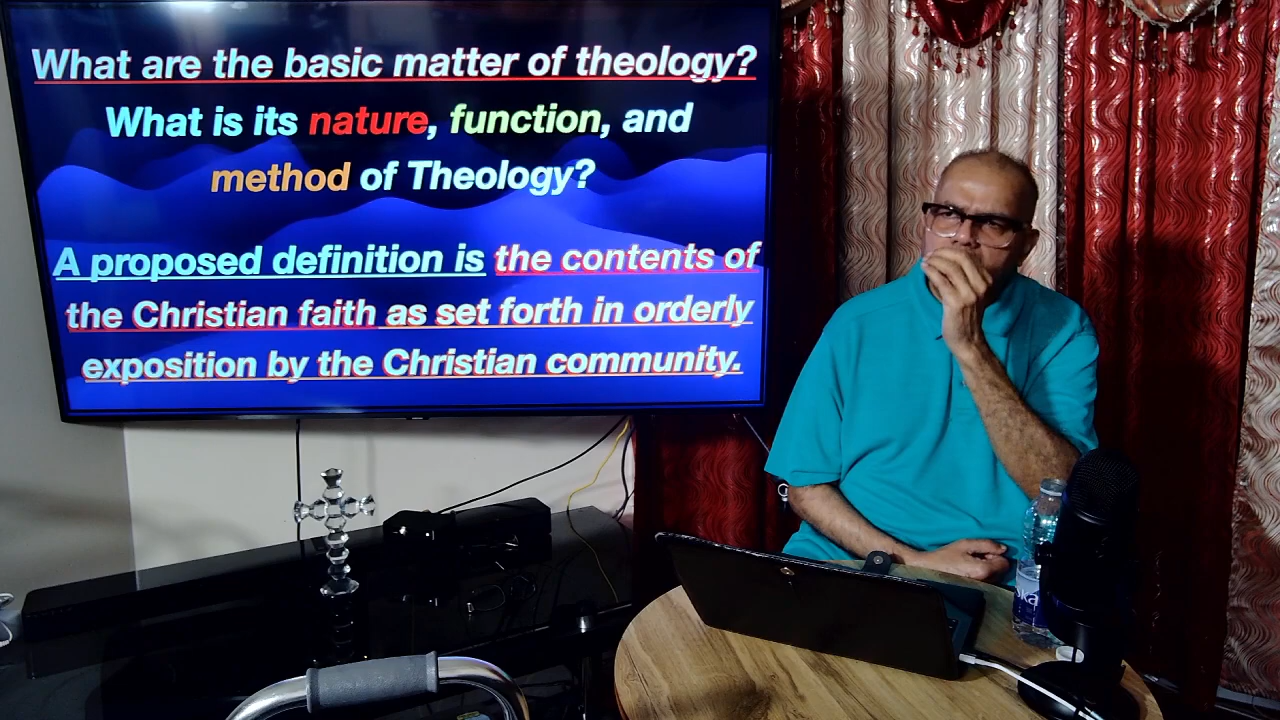 What are the basic matter of theology?
What is its nature, function, and
method of Theology?
A proposed definition is the contents of
the Christian faith as set forth in orderly
exposition by the Christian community.